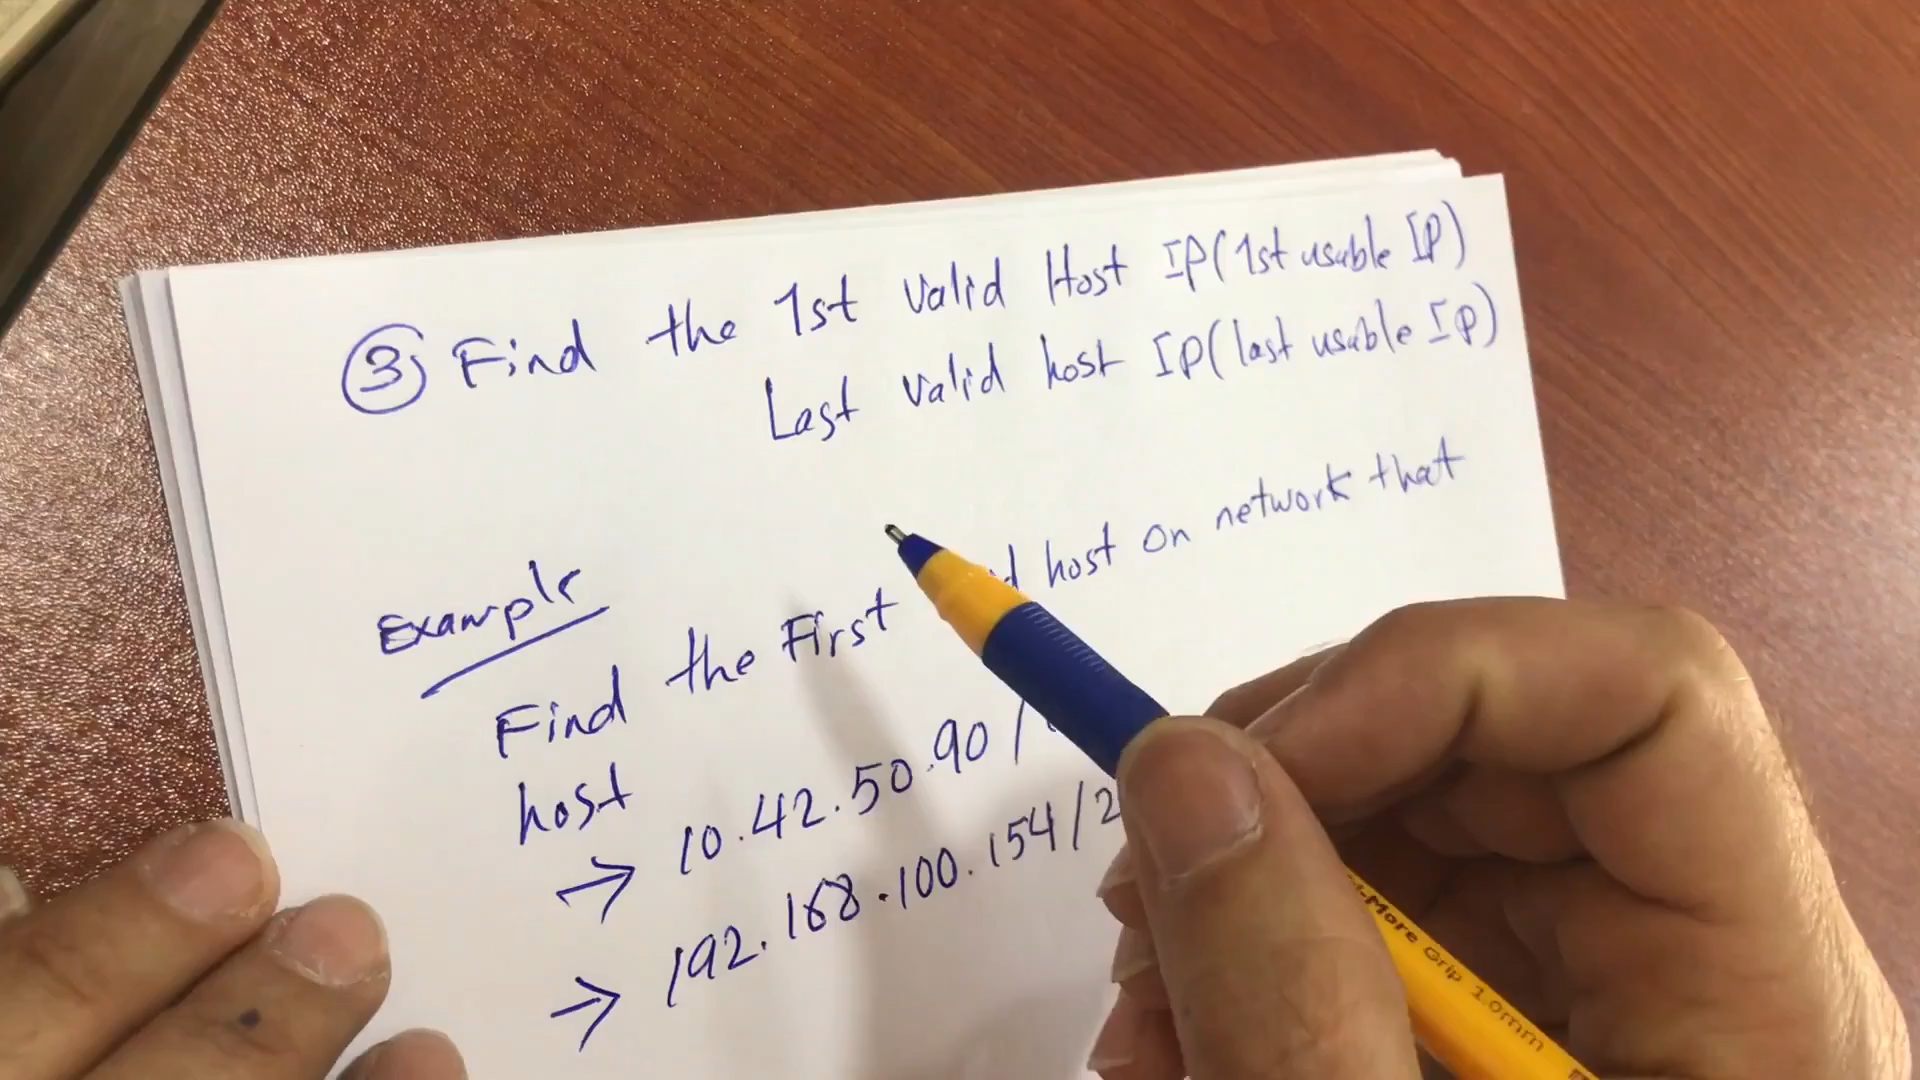 ③ Find the 1st valid Host IP (1st usable IP)
Last valid host IP (last usable IP)
Example
Find the First host on network that
host
→ 10.42.50.90/
→ 192.168.100.154/2
-More Grip 1.0mm